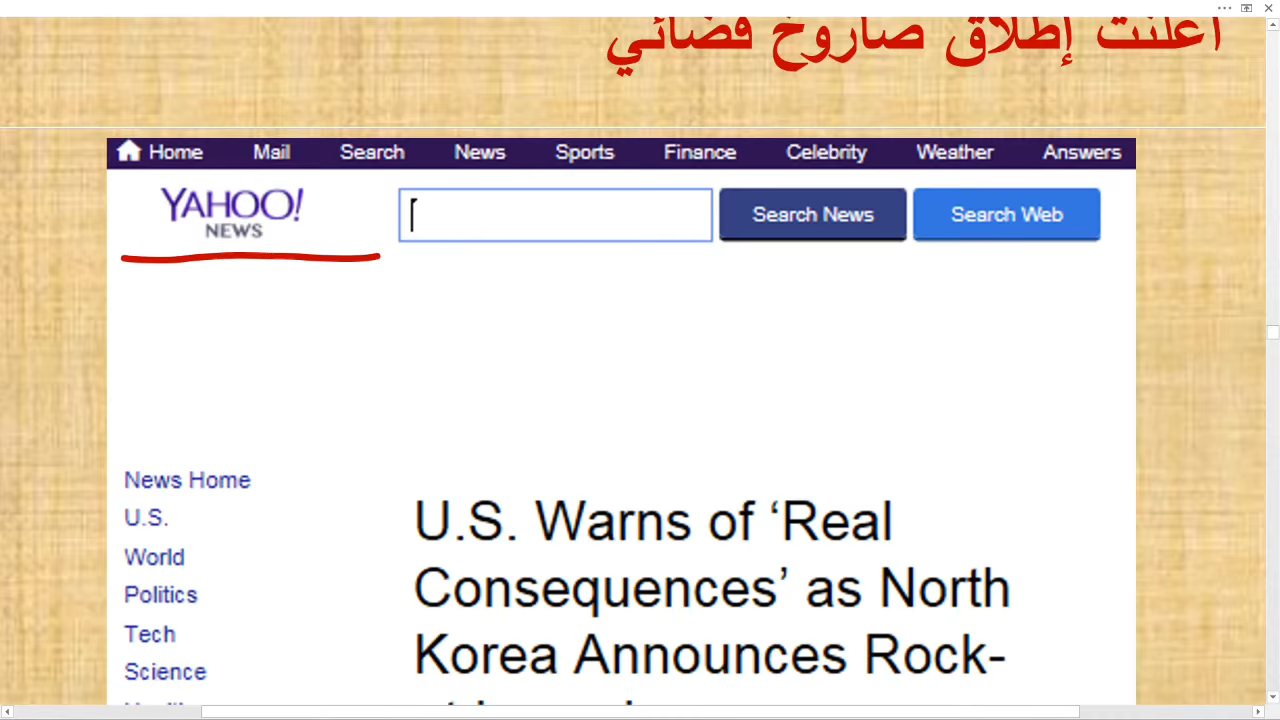 أعلنت إطلاق صاروخ فضائي
Home Mail Search News Sports Finance Celebrity Weather Answers
YAHOO!
NEWS
Search News Search Web
News Home
U.S.
World
Politics
Tech
Science
U.S. Warns of ‘Real
Consequences’ as North
Korea Announces Rock-